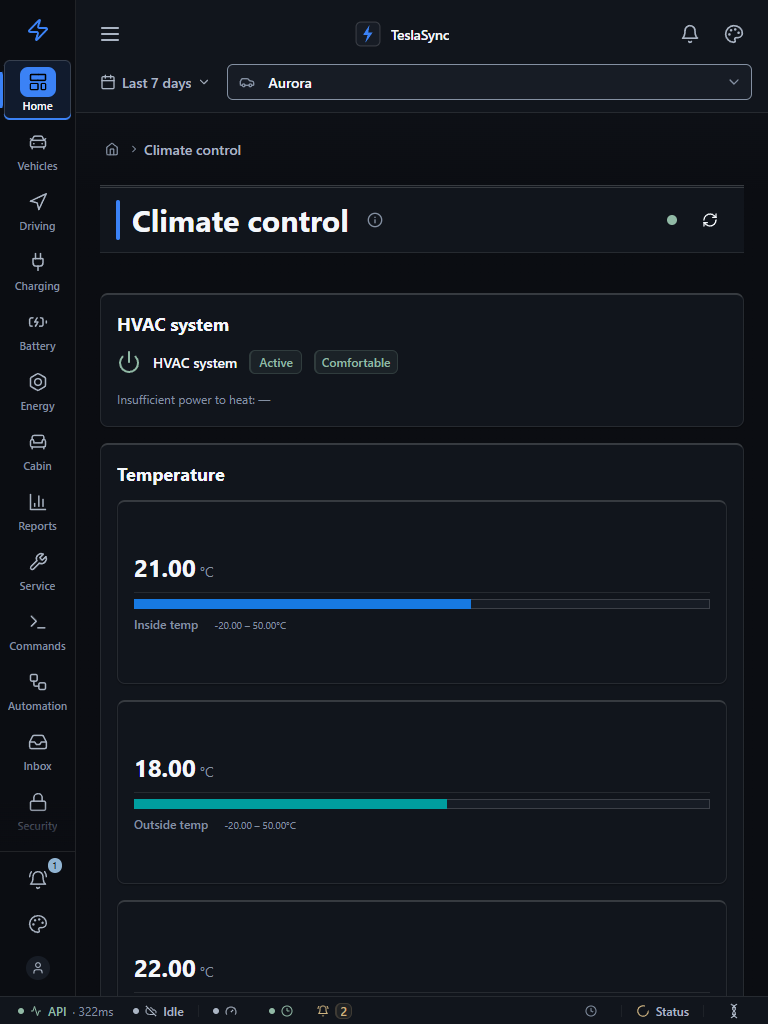 TeslaSync
Last 7 days
Aurora
Home
Vehicles
Driving
Charging
Battery
Energy
Cabin
Reports
Service
Commands
Automation
Inbox
Security
1
Climate control
Climate control
HVAC system
HVAC system Active Comfortable
Insufficient power to heat: —
Temperature
21.00 °C
Inside temp -20.00 – 50.00°C
18.00 °C
Outside temp -20.00 – 50.00°C
22.00 °C
API · 322ms Idle 2 Status